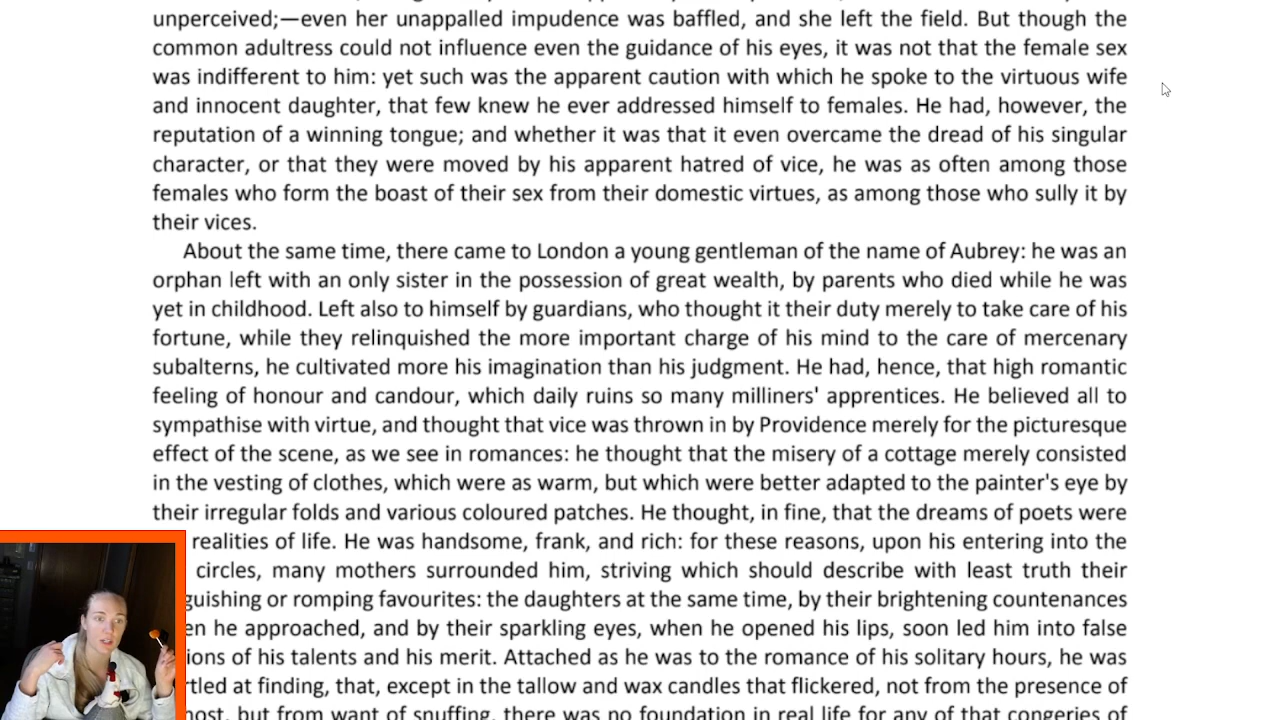 unperceived;—even her unappalled impudence was baffled, and she left the field. But though the
common adultress could not influence even the guidance of his eyes, it was not that the female sex
was indifferent to him: yet such was the apparent caution with which he spoke to the virtuous wife
and innocent daughter, that few knew he ever addressed himself to females. He had, however, the
reputation of a winning tongue; and whether it was that it even overcame the dread of his singular
character, or that they were moved by his apparent hatred of vice, he was as often among those
females who form the boast of their sex from their domestic virtues, as among those who sully it by
their vices.
About the same time, there came to London a young gentleman of the name of Aubrey: he was an
orphan left with an only sister in the possession of great wealth, by parents who died while he was
yet in childhood. Left also to himself by guardians, who thought it their duty merely to take care of his
fortune, while they relinquished the more important charge of his mind to the care of mercenary
subalterns, he cultivated more his imagination than his judgment. He had, hence, that high romantic
feeling of honour and candour, which daily ruins so many milliners' apprentices. He believed all to
sympathise with virtue, and thought that vice was thrown in by Providence merely for the picturesque
effect of the scene, as we see in romances: he thought that the misery of a cottage merely consisted
in the vesting of clothes, which were as warm, but which were better adapted to the painter's eye by
their irregular folds and various coloured patches. He thought, in fine, that the dreams of poets were
realities of life. He was handsome, frank, and rich: for these reasons, upon his entering into the
circles, many mothers surrounded him, striving which should describe with least truth their
or romping favourites: the daughters at the same time, by their brightening countenances
he approached, and by their sparkling eyes, when he opened his lips, soon led him into false
of his talents and his merit. Attached as he was to the romance of his solitary hours, he was
at finding, that, except in the tallow and wax candles that flickered, not from the presence of
but from want of snuffing, there was no foundation in real life for any of that congeries of